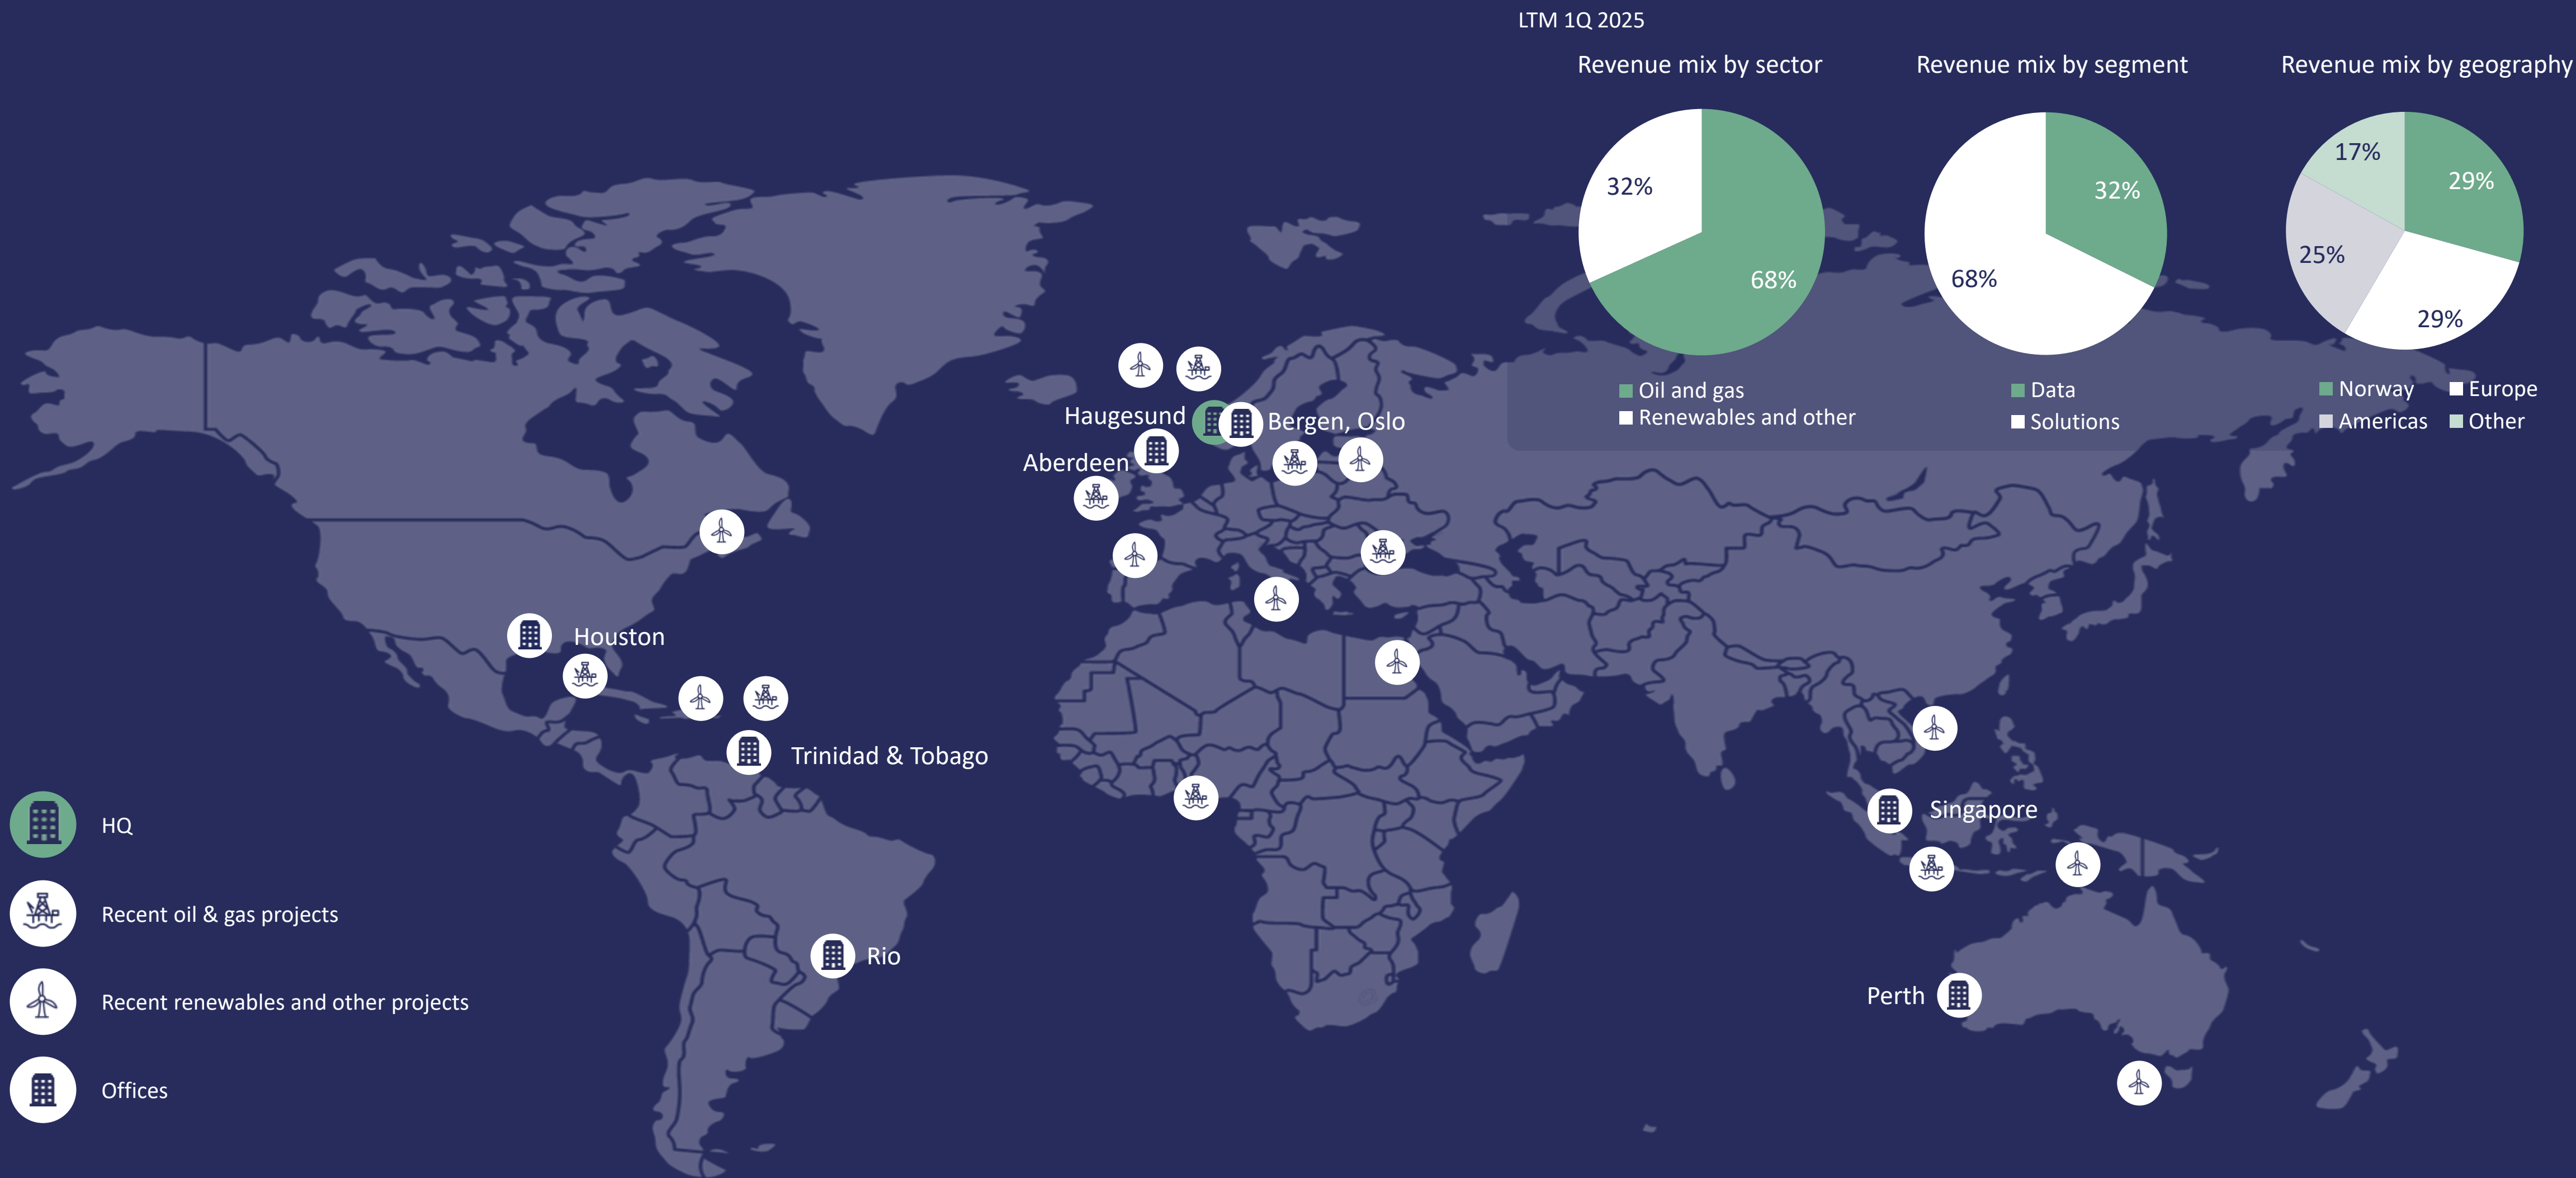 LTM 1Q 2025
Revenue mix by sector
32%
68%
Oil and gas
Renewables and other
Revenue mix by segment
32%
68%
Data
Solutions
Revenue mix by geography
17%
29%
25%
29%
Norway
Europe
Americas
Other
Haugesund
Bergen, Oslo
Aberdeen
Houston
Trinidad & Tobago
Rio
Singapore
Perth
HQ
Recent oil & gas projects
Recent renewables and other projects
Offices